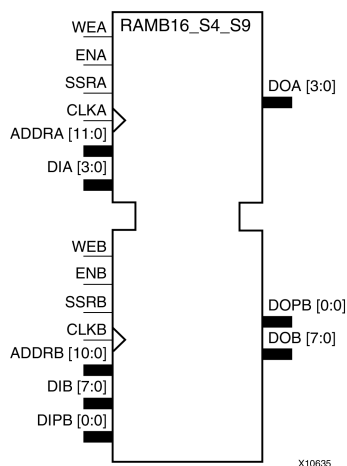 RAMB16_S4_S9
WEA
ENA
SSRA
CLKA
ADDRA [11:0]
DIA [3:0]
DOA [3:0]
WEB
ENB
SSRB
CLKB
ADDRB [10:0]
DIB [7:0]
DIPB [0:0]
DOPB [0:0]
DOB [7:0]
X10635